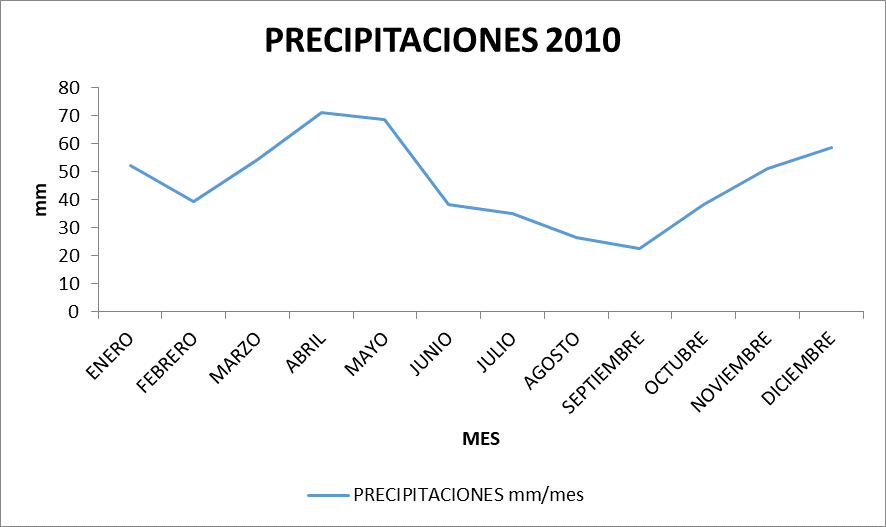 PRECIPITACIONES 2010
80
70
60
50
40
30
20
10
0
mm
ENERO
FEBRERO
MARZO
ABRIL
MAYO
JUNIO
JULIO
AGOSTO
SEPTIEMBRE
OCTUBRE
NOVIEMBRE
DICIEMBRE
MES
PRECIPITACIONES mm/mes